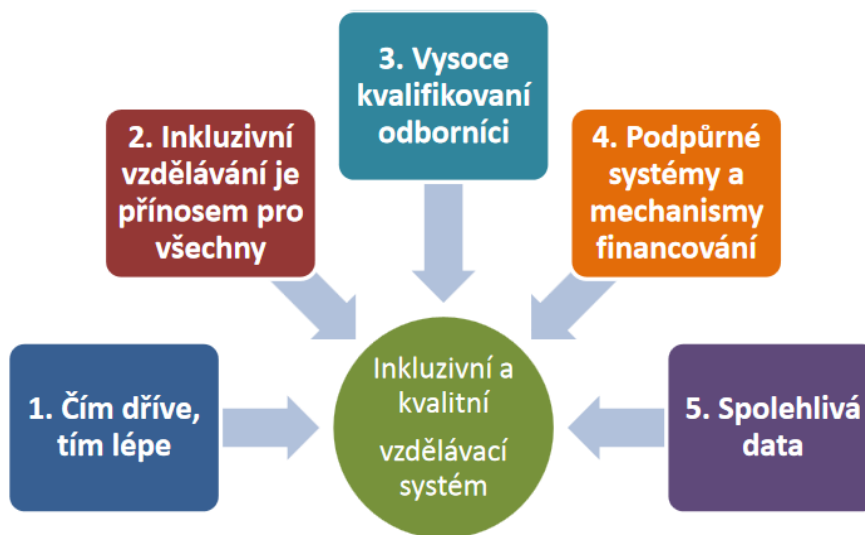 1. Čím dříve,
tím lépe
2. Inkluzivní
vzdělávání je
přínosem pro
všechny
3. Vysoce
kvalifikovaní
odborníci
4. Podpůrné
systémy a
mechanismy
financování
5. Spolehlivá
data
Inkluzivní a
kvalitní
vzdělávací
systém